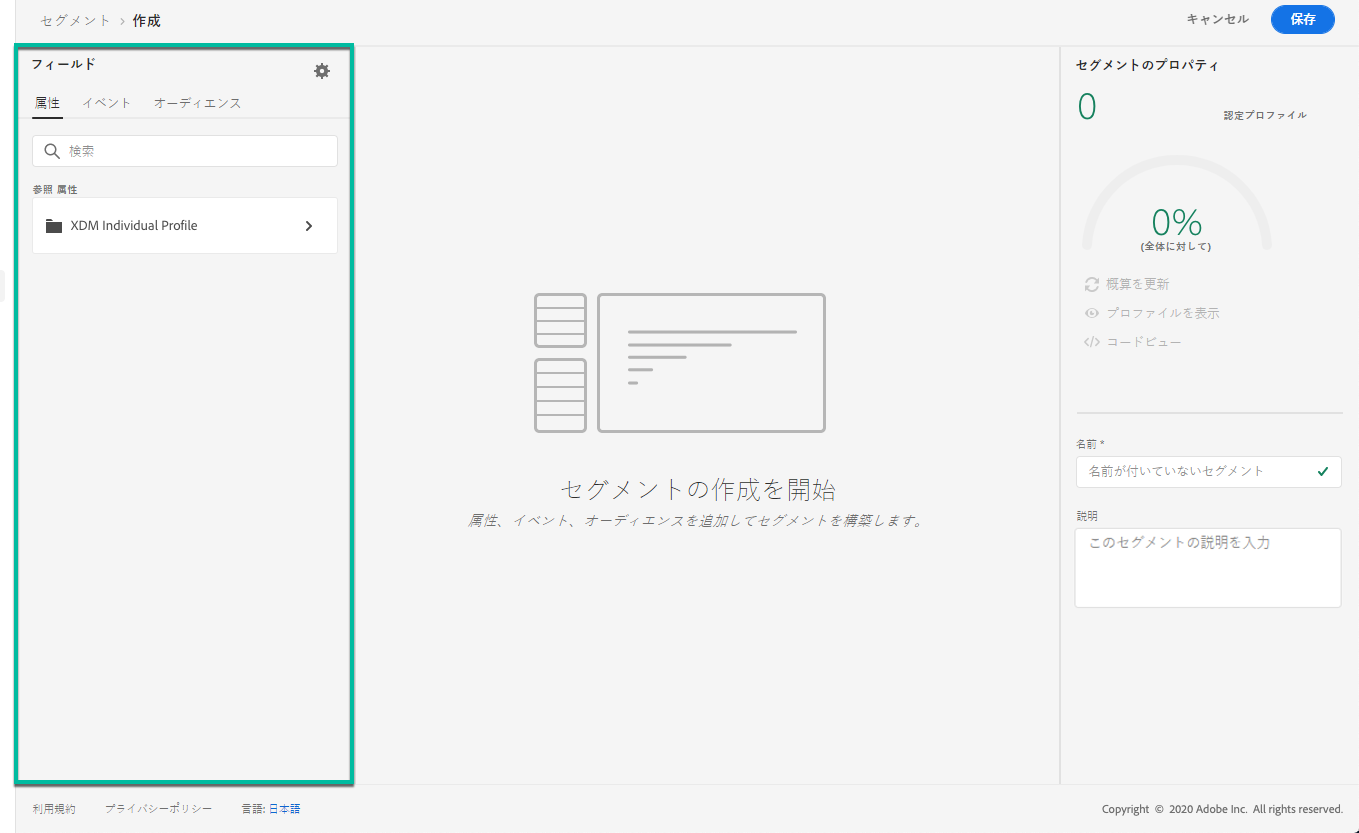 セグメント › 作成
キャンセル
保存
フィールド
属性
イベント
オーディエンス
検索
参照 属性
XDM Individual Profile
セグメントの作成を開始
属性、イベント、オーディエンスを追加してセグメントを構築します。
セグメントのプロパティ
0
認定プロファイル
0%
(全体に対して)
概算を更新
プロファイルを表示
</> コードビュー
名前 *
名前が付いていないセグメント
説明
このセグメントの説明を入力
利用規約
プライバシーポリシー
言語: 日本語
Copyright © 2020 Adobe Inc. All rights reserved.